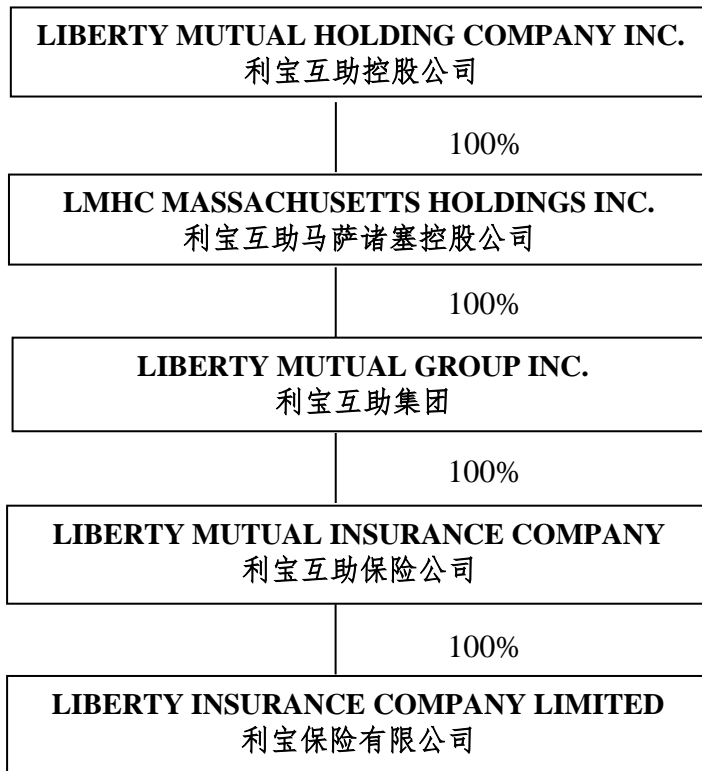 LIBERTY MUTUAL HOLDING COMPANY INC.
利宝互助控股公司
100%
LMHC MASSACHUSETTS HOLDINGS INC.
利宝互助马萨诸塞控股公司
100%
LIBERTY MUTUAL GROUP INC.
利宝互助集团
100%
LIBERTY MUTUAL INSURANCE COMPANY
利宝互助保险公司
100%
LIBERTY INSURANCE COMPANY LIMITED
利宝保险有限公司